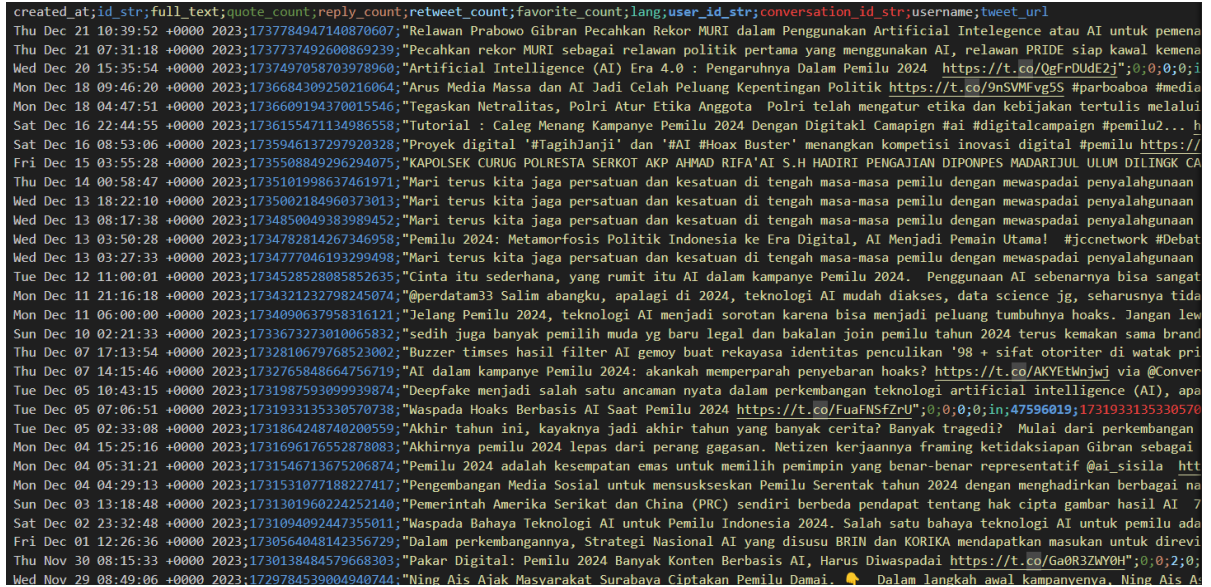 created_at;id_str;full_text;quote_count;reply_count;retweet_count;favorite_count;lang;user_id_str;conversation_id_str;username;tweet_url
Thu Dec 21 10:39:52 +0000 2023;1737784947140870607;"Relawan Prabowo Gibran Pecahkan Rekor MURI dalam Penggunakan Artificial Intelegence atau AI untuk pemena
Thu Dec 21 07:31:18 +0000 2023;1737737492600869239;"Pecahkan rekor MURI sebagai relawan politik pertama yang menggunakan AI, relawan PRIDE siap kawal kemena
Wed Dec 20 15:35:54 +0000 2023;1737497058703978960;"Artificial Intelligence (AI) Era 4.0 : Pengaruhnya Dalam Pemilu 2024  https://t.co/QgFrDUdE2j";0;0;0;0;i
Mon Dec 18 09:46:20 +0000 2023;1736684309250216064;"Arus Media Massa dan AI Jadi Celah Peluang Kepentingan Politik https://t.co/9nSVMFvg5S #parboaboa #media
Mon Dec 18 04:47:51 +0000 2023;1736609194370015546;"Tegaskan Netralitas, Polri Atur Etika Anggota  Polri telah mengatur etika dan kebijakan tertulis melalui
Sat Dec 16 22:44:55 +0000 2023;1736155471134986558;"Tutorial : Caleg Menang Kampanye Pemilu 2024 Dengan Digitakl Camapign #ai #digitalcampaign #pemilu2... h
Sat Dec 16 08:53:06 +0000 2023;1735946137297920328;"Proyek digital '#TagihJanji' dan '#AI #Hoax Buster' menangkan kompetisi inovasi digital #pemilu https://
Fri Dec 15 03:55:28 +0000 2023;1735508849296294075;"KAPOLSEK CURUG POLRESTA SERKOT AKP AHMAD RIFA'AI S.H HADIRI PENGAJIAN DIPONPES MADARIJUL ULUM DILINGK CA
Thu Dec 14 00:58:47 +0000 2023;1735101998637461971;"Mari terus kita jaga persatuan dan kesatuan di tengah masa-masa pemilu dengan mewaspadai penyalahgunaan
Wed Dec 13 18:22:10 +0000 2023;1735002184960373013;"Mari terus kita jaga persatuan dan kesatuan di tengah masa-masa pemilu dengan mewaspadai penyalahgunaan
Wed Dec 13 08:17:38 +0000 2023;1734850049383989452;"Mari terus kita jaga persatuan dan kesatuan di tengah masa-masa pemilu dengan mewaspadai penyalahgunaan
Wed Dec 13 03:50:28 +0000 2023;1734782814267346958;"Pemilu 2024: Metamorfosis Politik Indonesia ke Era Digital, AI Menjadi Pemain Utama!  #jccnetwork #Debat
Wed Dec 13 03:27:33 +0000 2023;1734777046193299498;"Mari terus kita jaga persatuan dan kesatuan di tengah masa-masa pemilu dengan mewaspadai penyalahgunaan
Tue Dec 12 11:00:01 +0000 2023;1734528528085852635;"Cinta itu sederhana, yang rumit itu AI dalam kampanye Pemilu 2024.  Penggunaan AI sebenarnya bisa sangat
Mon Dec 11 21:16:18 +0000 2023;1734321232798245074;"@perdatam33 Salim abangku, apalagi di 2024, teknologi AI mudah diakses, data science jg, seharusnya tida
Mon Dec 11 06:00:00 +0000 2023;1734090637958316121;"Jelang Pemilu 2024, teknologi AI menjadi sorotan karena bisa menjadi peluang tumbuhnya hoaks. Jangan lew
Sun Dec 10 02:21:33 +0000 2023;1733673273010065832;"sedih juga banyak pemilih muda yg baru legal dan bakalan join pemilu tahun 2024 terus kemakan sama brand
Thu Dec 07 17:13:54 +0000 2023;1732810679768523002;"Buzzer timses hasil filter AI gemoy buat rekayasa identitas penculikan '98 + sifat otoriter di watak pri
Thu Dec 07 14:15:46 +0000 2023;1732765848664756719;"AI dalam kampanye Pemilu 2024: akankah memperparah penyebaran hoaks? https://t.co/AKYEtWnjwj via @Conver
Tue Dec 05 10:43:15 +0000 2023;1731987593099939874;"Deepfake menjadi salah satu ancaman nyata dalam perkembangan teknologi artificial intelligence (AI), apa
Tue Dec 05 07:06:51 +0000 2023;1731933135330570738;"Waspada Hoaks Berbasis AI Saat Pemilu 2024 https://t.co/FuaFNSfZrU";0;0;0;0;in;47596019;1731933135330570
Tue Dec 05 02:33:08 +0000 2023;1731864248740200559;"Akhir tahun ini, kayaknya jadi akhir tahun yang banyak cerita? Banyak tragedi?  Mulai dari perkembangan
Mon Dec 04 15:25:16 +0000 2023;1731696176552878083;"Akhirnya pemilu 2024 lepas dari perang gagasan. Netizen kerjaannya framing ketidaksiapan Gibran sebagai
Mon Dec 04 05:31:21 +0000 2023;1731546713675206874;"Pemilu 2024 adalah kesempatan emas untuk memilih pemimpin yang benar-benar representatif @ai_sisila  htt
Mon Dec 04 04:29:13 +0000 2023;1731531077188227417;"Pengembangan Media Sosial untuk mensuskseskan Pemilu Serentak tahun 2024 dengan menghadirkan berbagai na
Sun Dec 03 13:18:48 +0000 2023;1731301960224252140;"Pemerintah Amerika Serikat dan China (PRC) sendiri berbeda pendapat tentang hak cipta gambar hasil AI  7
Sat Dec 02 23:32:48 +0000 2023;1731094092447355011;"Waspada Bahaya Teknologi AI untuk Pemilu Indonesia 2024. Salah satu bahaya teknologi AI untuk pemilu ada
Fri Dec 01 12:26:36 +0000 2023;1730564048142356729;"Dalam perkembangannya, Strategi Nasional AI yang disusu BRIN dan KORIKA mendapatkan masukan untuk direvi
Thu Nov 30 08:15:33 +0000 2023;1730138484579668303;"Pakar Digital: Pemilu 2024 Banyak Konten Berbasis AI, Harus Diwaspadai https://t.co/Ga0R3ZWY0H";0;0;2;0;
Wed Nov 29 08:49:06 +0000 2023;1729784539004940744;"Ning Ais Ajak Masyarakat Surabaya Ciptakan Pemilu Damai. 👇  Dalam langkah awal kampanyenya, Ning Ais As